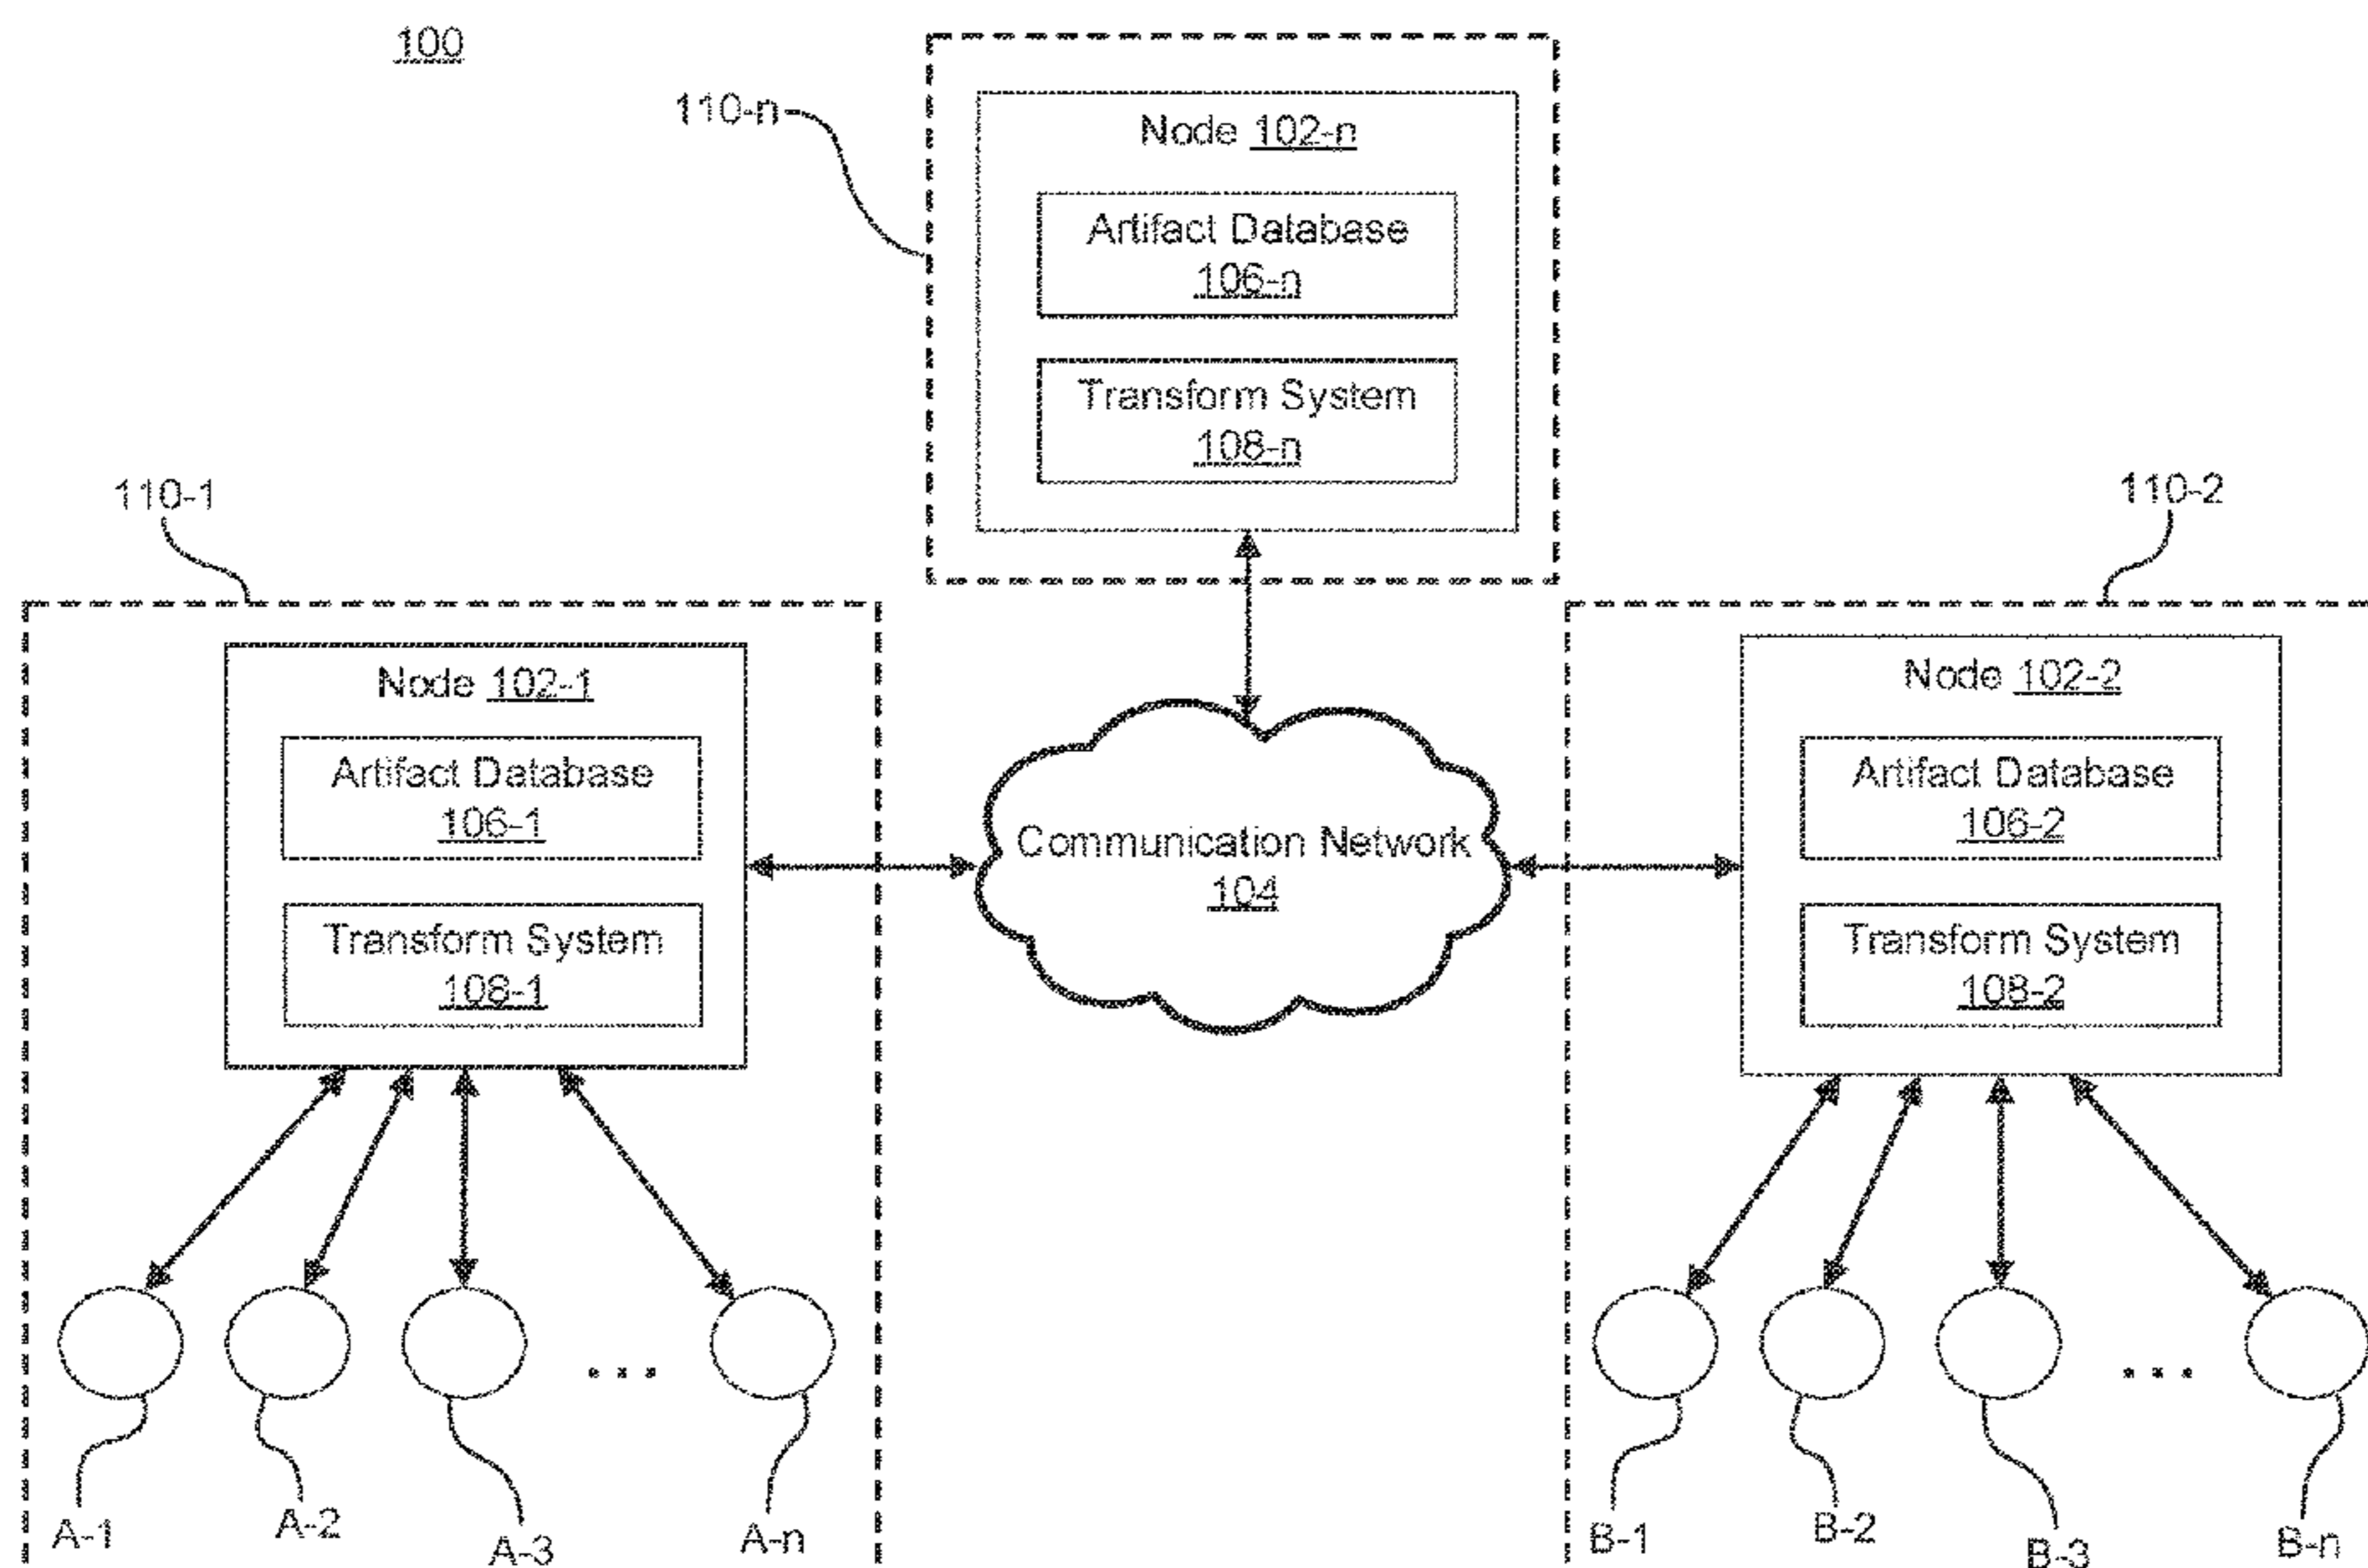 100
110-n
Node 102-n
Artifact Database
106-n
Transform System
108-n
110-1
110-2
Node 102-1
Artifact Database
106-1
Transform System
108-1
Communication Network
104
Node 102-2
Artifact Database
106-2
Transform System
108-2
...
...
A-1
A-2
A-3
A-n
B-1
B-2
B-3
B-n